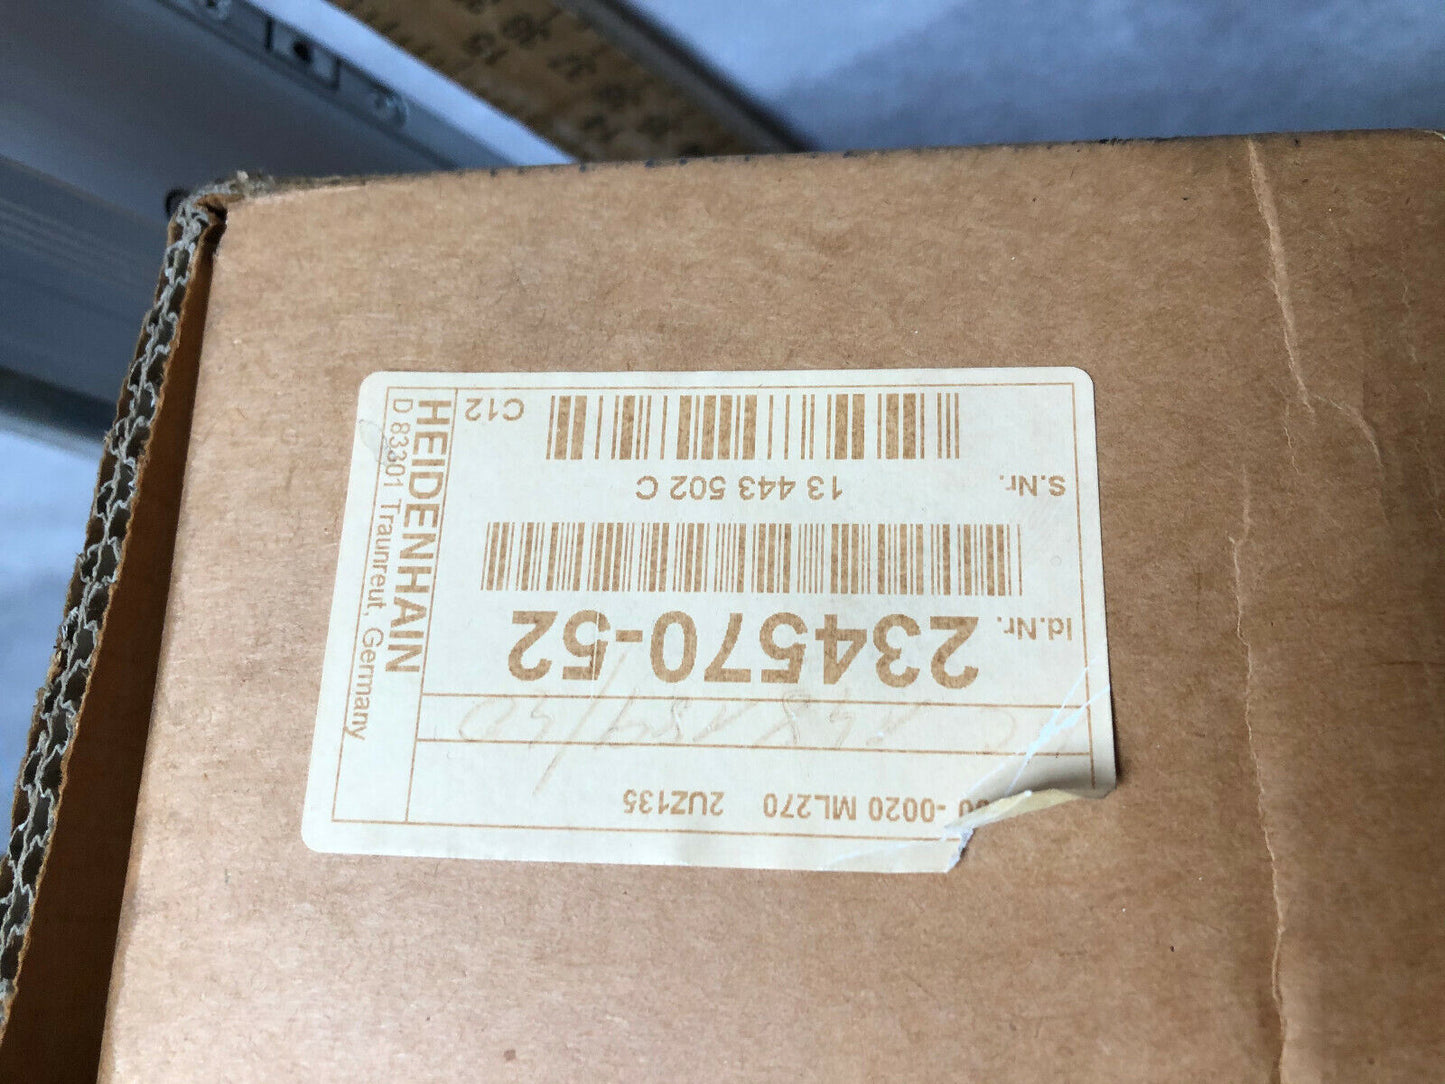 -0020 ML270 2UZ135
Id.Nr. 234570-52
S.Nr. 13 443 502 C
C12
HEIDENHAIN
D 83301 Traunreut, Germany